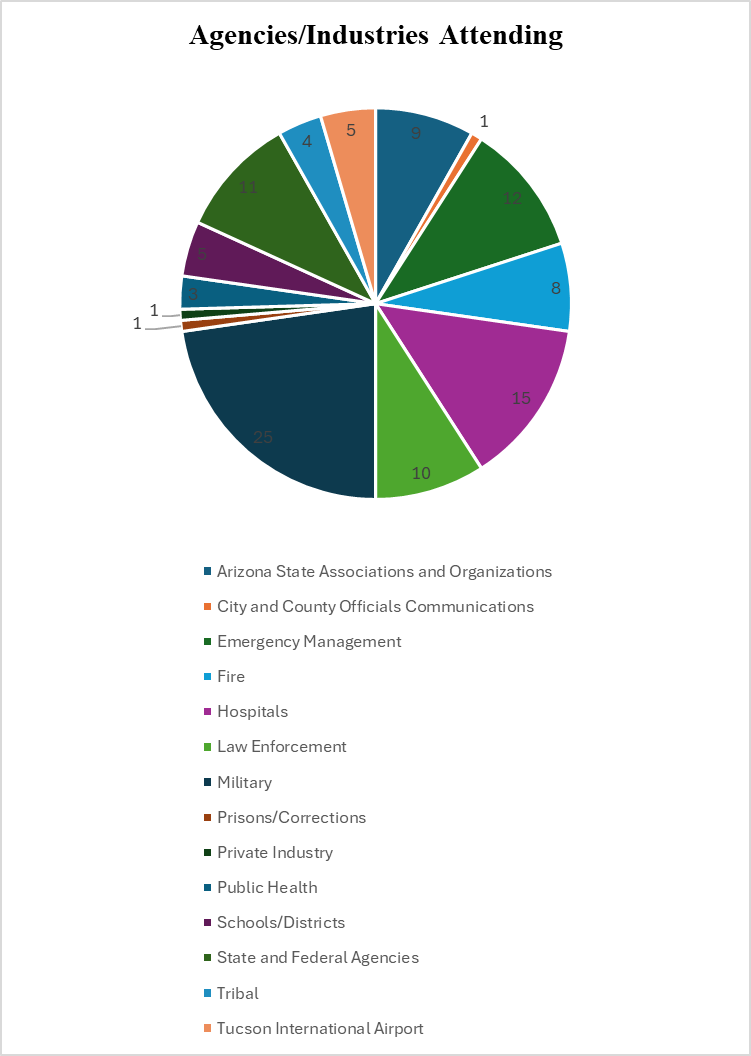 Agencies/Industries Attending
9
1
12
8
15
10
25
1
1
3
5
11
4
5
Arizona State Associations and Organizations
City and County Officials Communications
Emergency Management
Fire
Hospitals
Law Enforcement
Military
Prisons/Corrections
Private Industry
Public Health
Schools/Districts
State and Federal Agencies
Tribal
Tucson International Airport